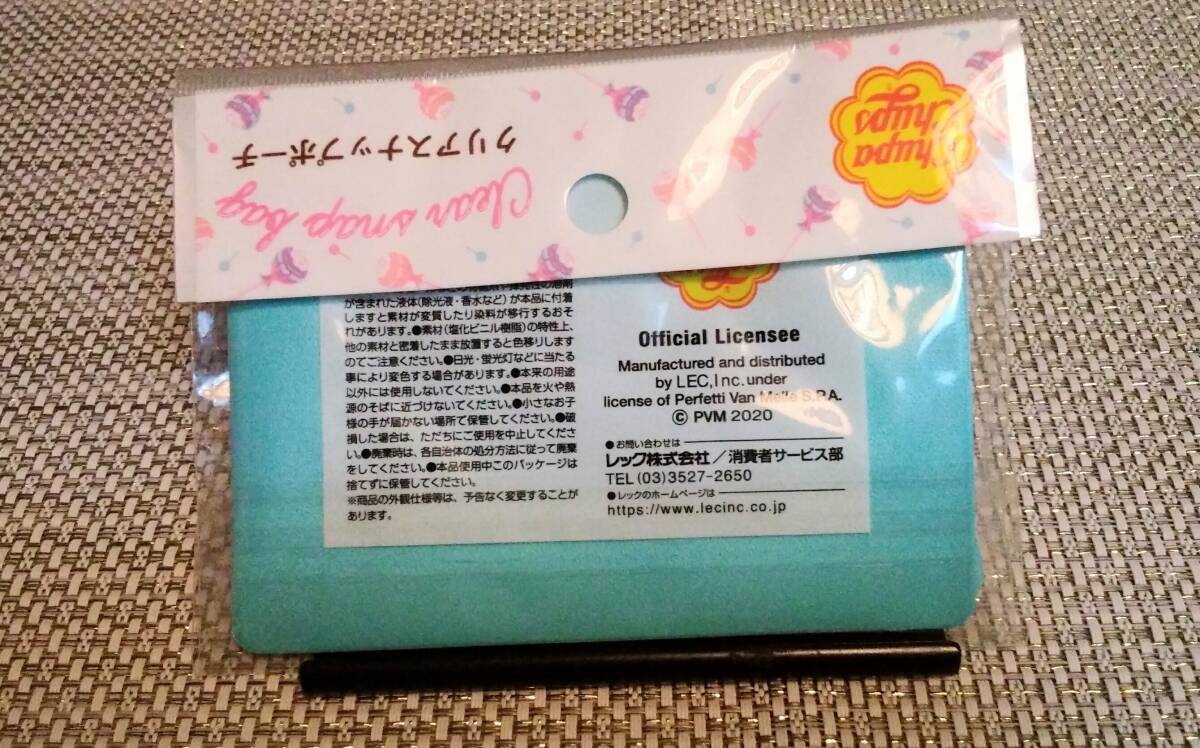 Chupa
Chups
クリアスナップポーチ
Clear snap bag
が含まれた液体(除光液・香水など)が本品に付着
しますと素材が変質したり染料が移行するおそ
れがあります。●素材(塩化ビニル樹脂)の特性上、
他の素材と密着したまま放置すると色移りします
のでご注意ください。●日光・蛍光灯などに当たる
事により変色する場合があります。●本来の用途
以外には使用しないでください。●本品を火や熱
源のそばに近づけないでください。●小さなお子
様の手が届かない場所で保管してください。●破
損した場合は、ただちにご使用を中止してくださ
い。●廃棄時は、各自治体の処分方法に従って廃棄
をしてください。●本品使用中このパッケージは
捨てずに保管してください。
※商品の外観仕様等は、予告なく変更することが
あります。
Official Licensee
Manufactured and distributed
by LEC,Inc. under
license of Perfetti Van Melle S.P.A.
© PVM 2020
●お問い合わせは
レック株式会社/消費者サービス部
TEL (03)3527-2650
●レックのホームページは
https://www.lecinc.co.jp